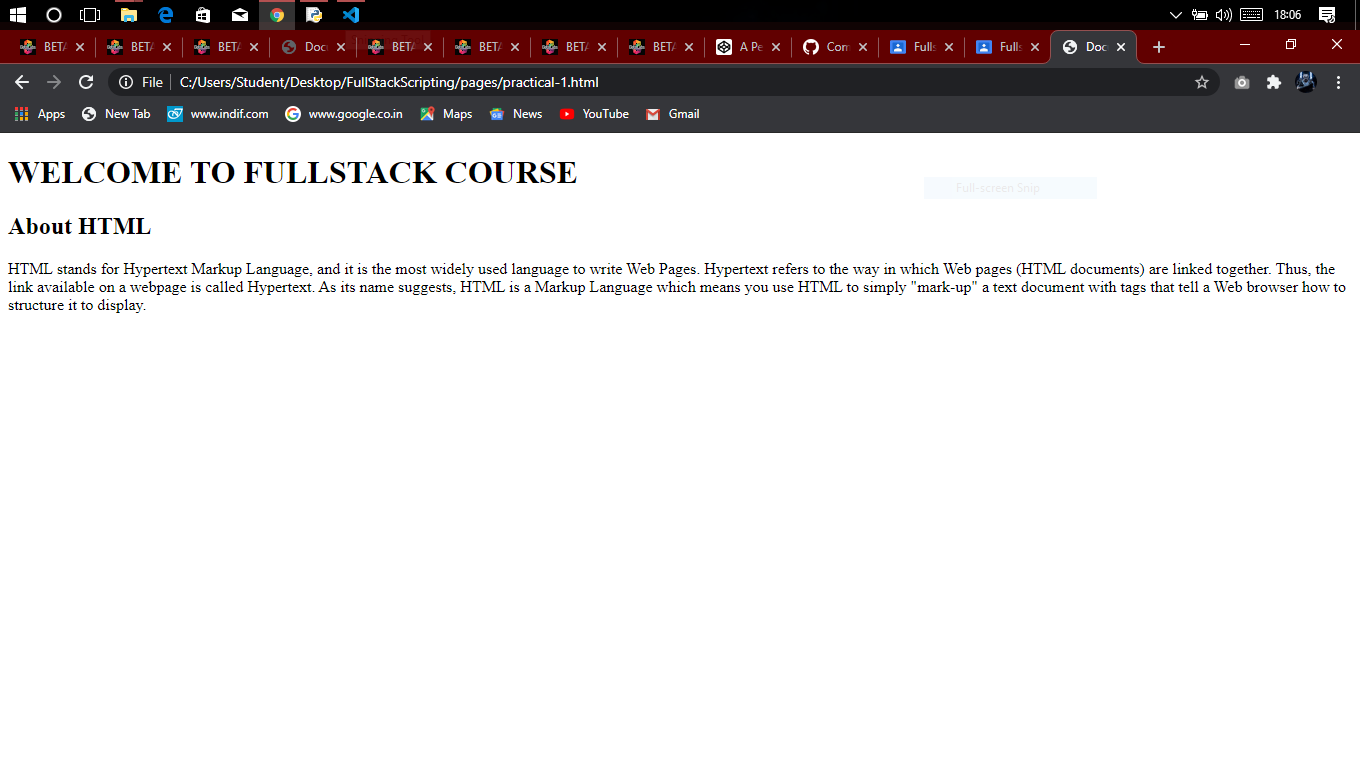 18:06
BETA
BETA
BETA
Doc
BETA
BETA
BETA
BETA
A Pe
Com
Fulls
Fulls
Doc
File
C:/Users/Student/Desktop/FullStackScripting/pages/practical-1.html
Apps
New Tab
www.indif.com
www.google.co.in
Maps
News
YouTube
Gmail
WELCOME TO FULLSTACK COURSE
Full-screen Snip
About HTML
HTML stands for Hypertext Markup Language, and it is the most widely used language to write Web Pages. Hypertext refers to the way in which Web pages (HTML documents) are linked together. Thus, the
link available on a webpage is called Hypertext. As its name suggests, HTML is a Markup Language which means you use HTML to simply "mark-up" a text document with tags that tell a Web browser how to
structure it to display.